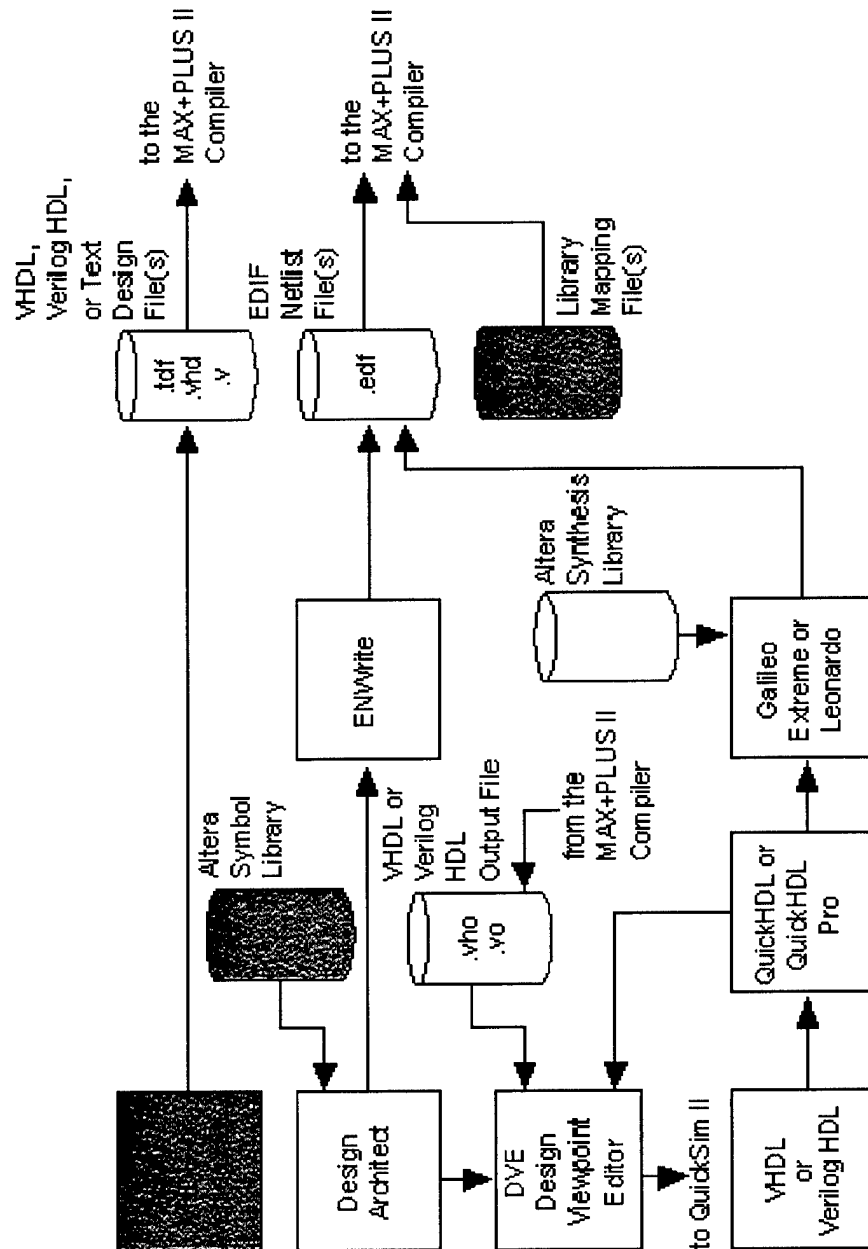 VHDL,
Verilog HDL,
or Text
Design
File(s)
.tdf
.vhd
.v
to the
MAX+PLUS II
Compiler
Altera
Symbol
Library
EDIF
Netlist
File(s)
Design
Architect
ENWrite
.edf
to the
MAX+PLUS II
Compiler
VHDL or
Verilog
HDL
Output File
.vho
.vo
from the
MAX+PLUS II
Compiler
DVE
Design
Viewpoint
Editor
Altera
Synthesis
Library
Library
Mapping
File(s)
to QuickSim II
VHDL
or
Verilog HDL
QuickHDL or
QuickHDL
Pro
Galileo
Extreme or
Leonardo